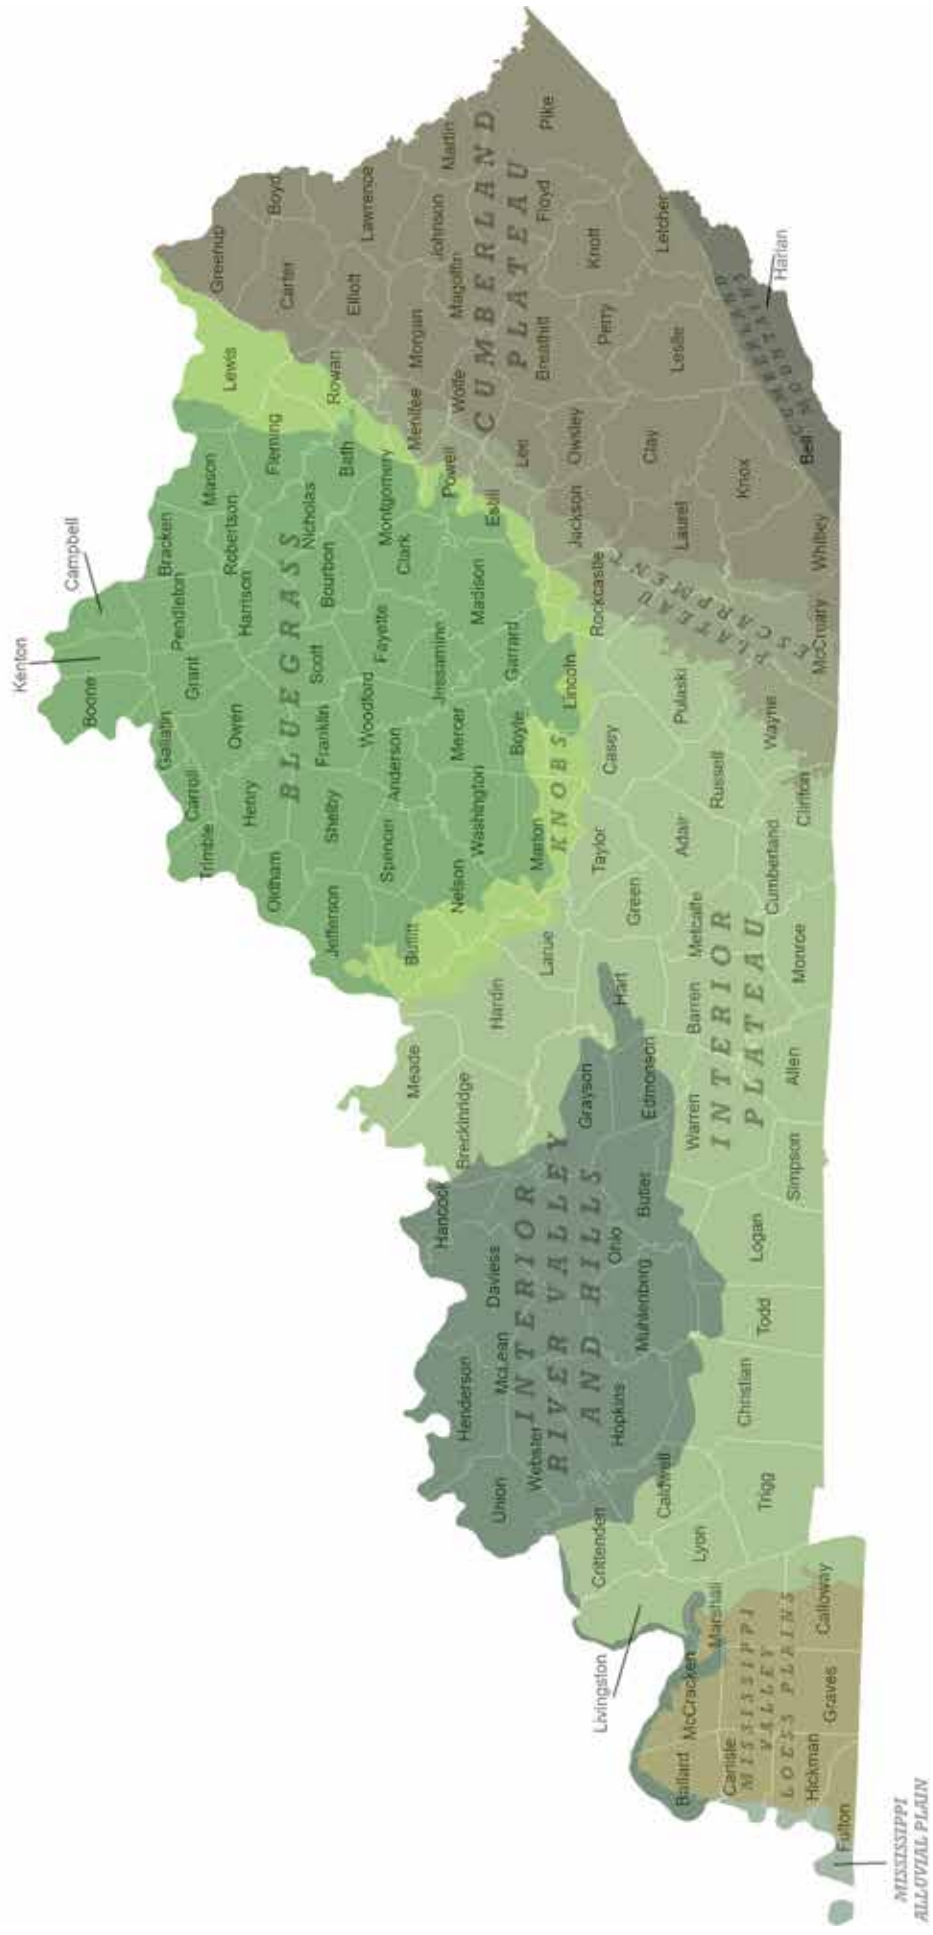 Kenton
Campbell
Boone
Gallatin
Grant
Pendleton
Bracken
Mason
Lewis
Greenup
Boyd
Carroll
Trimble
Owen
Harrison
Robertson
Fleming
Carter
Henry
Oldham
BLUEGRASS
Nicholas
Rowan
Elliott
Lawrence
Jefferson
Shelby
Franklin
Scott
Bourbon
Bath
Spencer
Anderson
Woodford
Fayette
Clark
Montgomery
Menifee
Morgan
Johnson
Martin
Meade
Bullitt
Nelson
Washington
Mercer
Jessamine
Madison
Estill
Powell
Wolfe
Magoffin
CUMBERLAND
PLATEAU
Hancock
Breckinridge
Hardin
Larue
Marion
Boyle
Garrard
Lincoln
KNOBS
Lee
Breathitt
Floyd
Pike
Henderson
Daviess
McLean
Union
Webster
INTERIOR
RIVER VALLEY
AND HILLS
Ohio
Grayson
Hart
Green
Taylor
Casey
Rockcastle
Jackson
Owsley
Perry
Knott
Crittenden
Hopkins
Muhlenberg
Butler
Edmonson
Barren
Metcalfe
Adair
Russell
Pulaski
PLATEAU
ESCARPMENT
Laurel
Clay
Leslie
Letcher
Livingston
Caldwell
Lyon
Warren
INTERIOR
PLATEAU
Wayne
Knox
CUMBERLAND
MOUNTAINS
Harlan
Ballard
McCracken
Marshall
Trigg
Christian
Todd
Logan
Simpson
Allen
Monroe
Cumberland
Clinton
McCreary
Whitley
Bell
Carlisle
MISSISSIPPI
VALLEY
LOESS PLAINS
Hickman
Graves
Calloway
Fulton
MISSISSIPPI
ALLUVIAL PLAIN